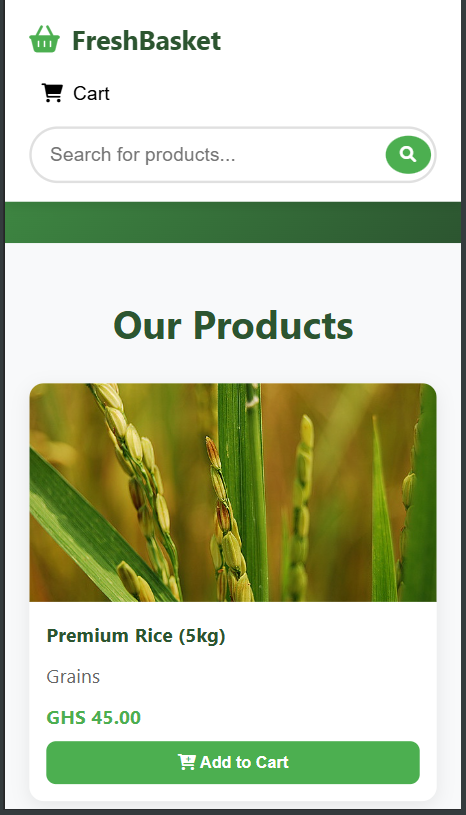 FreshBasket
Cart
Search for products...
Our Products
Premium Rice (5kg)
Grains
GHS 45.00
Add to Cart